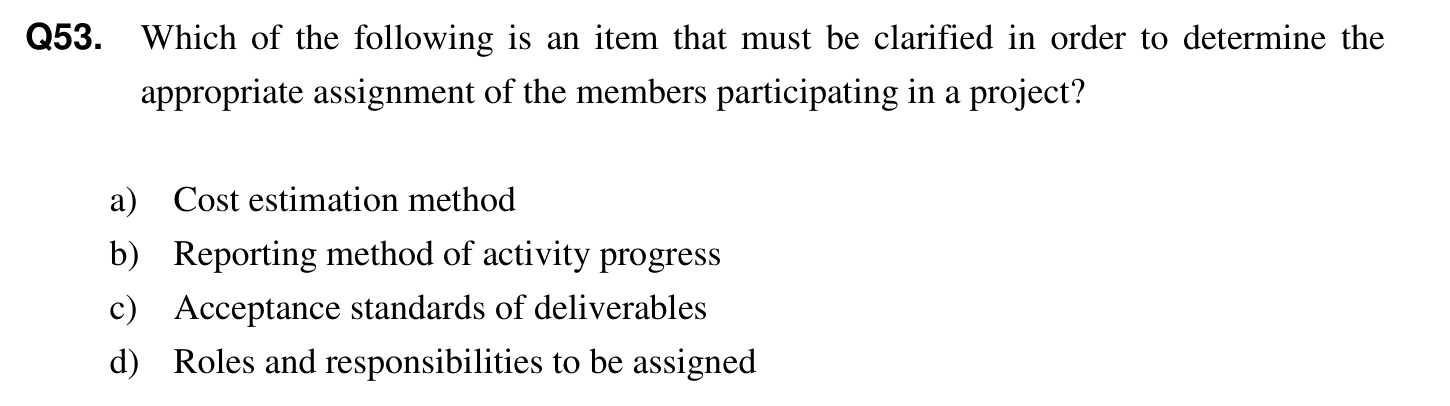 Q53. Which of the following is an item that must be clarified in order to determine the
appropriate assignment of the members participating in a project?
a) Cost estimation method
b) Reporting method of activity progress
c) Acceptance standards of deliverables
d) Roles and responsibilities to be assigned